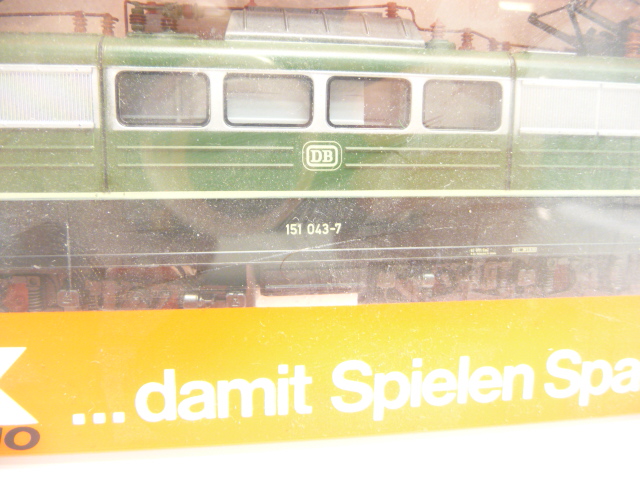 DB
151 043-7
...damit Spielen Spa